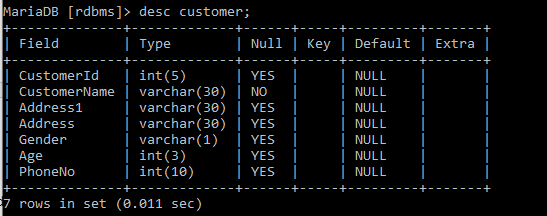 MariaDB [rdbms]> desc customer;
+--------------+-------------+------+-----+---------+-------+
| Field        | Type        | Null | Key | Default | Extra |
+--------------+-------------+------+-----+---------+-------+
| CustomerId   | int(5)      | YES  |     | NULL    |       |
| CustomerName | varchar(30) | NO   |     | NULL    |       |
| Address1     | varchar(30) | YES  |     | NULL    |       |
| Address      | varchar(30) | YES  |     | NULL    |       |
| Gender       | varchar(1)  | YES  |     | NULL    |       |
| Age          | int(3)      | YES  |     | NULL    |       |
| PhoneNo      | int(10)     | YES  |     | NULL    |       |
+--------------+-------------+------+-----+---------+-------+
7 rows in set (0.011 sec)